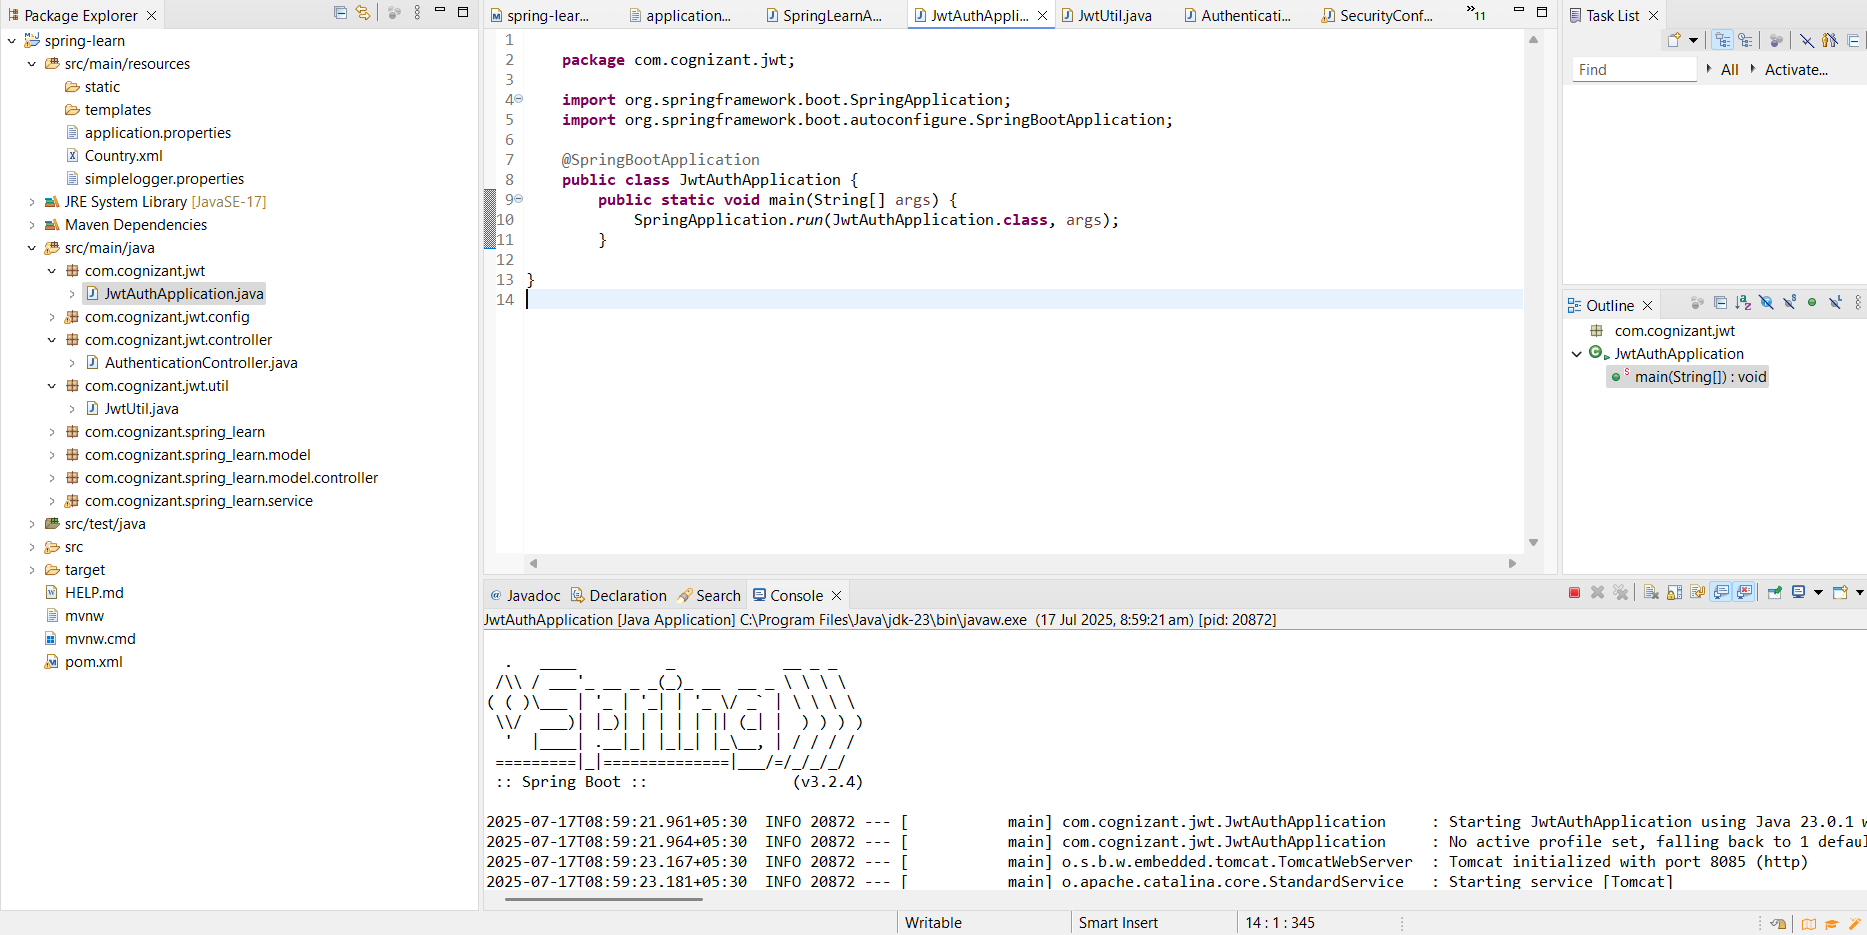 Package Explorer
spring-learn
src/main/resources
static
templates
application.properties
Country.xml
simplelogger.properties
JRE System Library [JavaSE-17]
Maven Dependencies
src/main/java
com.cognizant.jwt
JwtAuthApplication.java
com.cognizant.jwt.config
com.cognizant.jwt.controller
AuthenticationController.java
com.cognizant.jwt.util
JwtUtil.java
com.cognizant.spring_learn
com.cognizant.spring_learn.model
com.cognizant.spring_learn.model.controller
com.cognizant.spring_learn.service
src/test/java
src
target
HELP.md
mvnw
mvnw.cmd
pom.xml
spring-lear... application... SpringLearnA... JwtAuthAppli... JwtUtil.java Authenticati... SecurityConf... »11
1
2 package com.cognizant.jwt;
3
4 import org.springframework.boot.SpringApplication;
5 import org.springframework.boot.autoconfigure.SpringBootApplication;
6
7 @SpringBootApplication
8 public class JwtAuthApplication {
9 public static void main(String[] args) {
10 SpringApplication.run(JwtAuthApplication.class, args);
11 }
12
13 }
14
Task List
Find All Activate...
Outline
com.cognizant.jwt
JwtAuthApplication
main(String[]) : void
@ Javadoc Declaration Search Console
JwtAuthApplication [Java Application] C:\Program Files\Java\jdk-23\bin\javaw.exe (17 Jul 2025, 8:59:21 am) [pid: 20872]
  .   ____          _            __ _ _
 /\\ / ___'_ __ _ _(_)_ __  __ _ \ \ \ \
( ( )\___ | '_ | '_| | '_ \/ _` | \ \ \ \
 \\/  ___)| |_)| | | | | || (_| |  ) ) ) )
  '  |____| .__|_| |_|_| |_\__, | / / / /
 =========|_|==============|___/=/_/_/_/
 :: Spring Boot ::                (v3.2.4)
2025-07-17T08:59:21.961+05:30 INFO 20872 --- [ main] com.cognizant.jwt.JwtAuthApplication : Starting JwtAuthApplication using Java 23.0.1 w
2025-07-17T08:59:21.964+05:30 INFO 20872 --- [ main] com.cognizant.jwt.JwtAuthApplication : No active profile set, falling back to 1 defaul
2025-07-17T08:59:23.167+05:30 INFO 20872 --- [ main] o.s.b.w.embedded.tomcat.TomcatWebServer : Tomcat initialized with port 8085 (http)
2025-07-17T08:59:23.181+05:30 INFO 20872 --- [ main] o.apache.catalina.core.StandardService : Starting service [Tomcat]
Writable Smart Insert 14 : 1 : 345